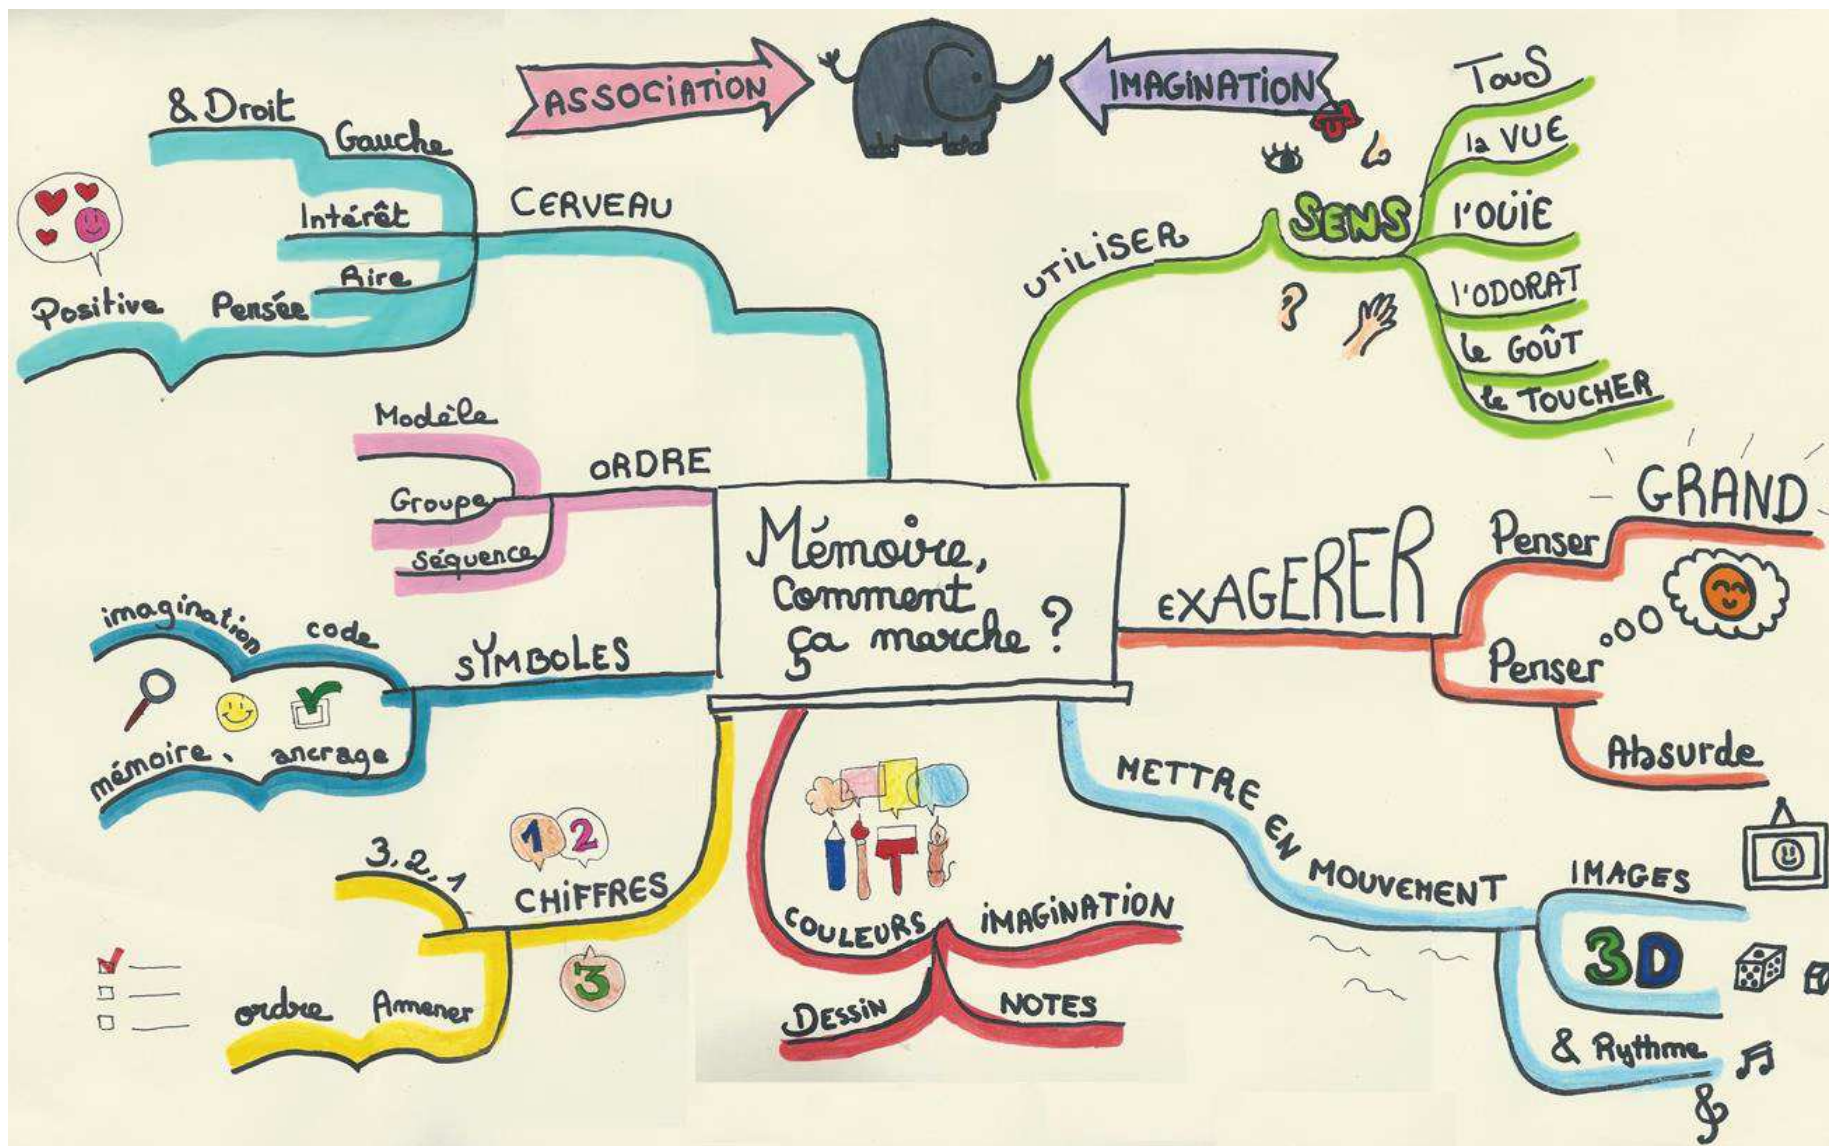 ASSOCIATION
IMAGINATION
Mémoire,
Comment
ça marche ?
UTILISER
SENS
Tous
la VUE
l'OUÏE
l'ODORAT
le GOÛT
le TOUCHER
EXAGERER
Penser
GRAND
Penser
Absurde
METTRE EN MOUVEMENT
IMAGES
3D
& Rythme
COULEURS
IMAGINATION
DESSIN
NOTES
CHIFFRES
1 2
3
3, 2, 1
Amener
ordre
SYMBOLES
code
imagination
ancrage
mémoire
ORDRE
Modèle
Groupe
séquence
CERVEAU
Gauche
& Droit
Intérêt
Rire
Pensée
Positive